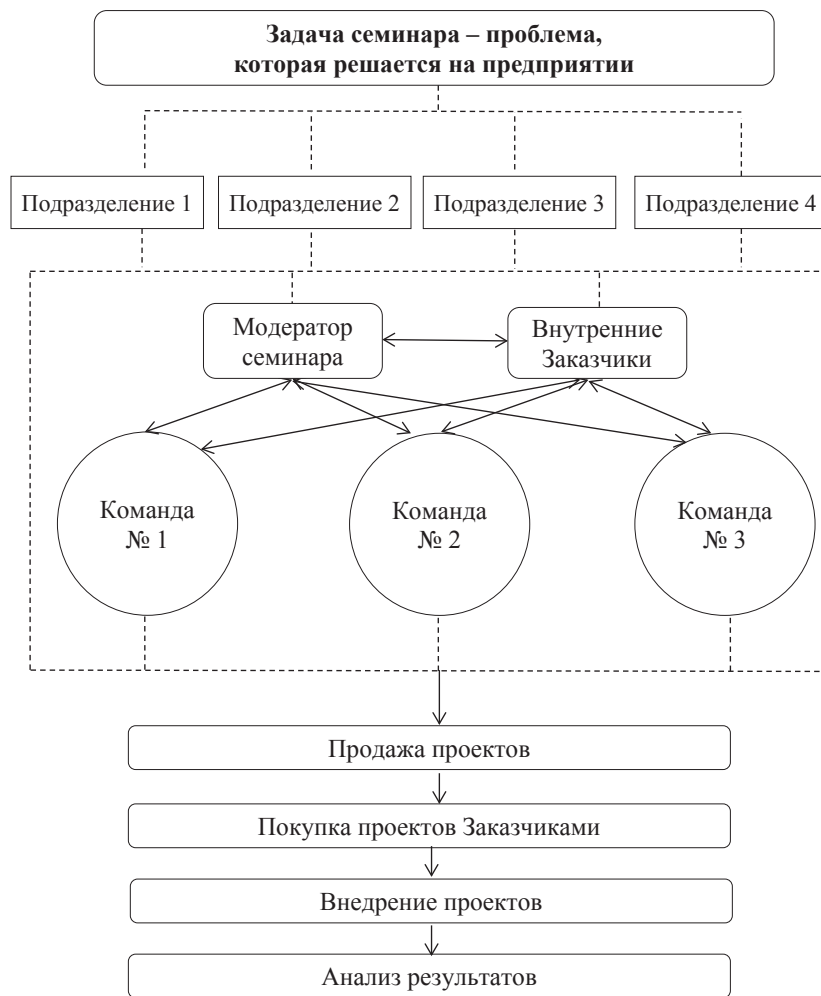 Задача семинара – проблема,
которая решается на предприятии
Подразделение 1
Подразделение 2
Подразделение 3
Подразделение 4
Модератор
семинара
Внутренние
Заказчики
Команда
№ 1
Команда
№ 2
Команда
№ 3
Продажа проектов
Покупка проектов Заказчиками
Внедрение проектов
Анализ результатов